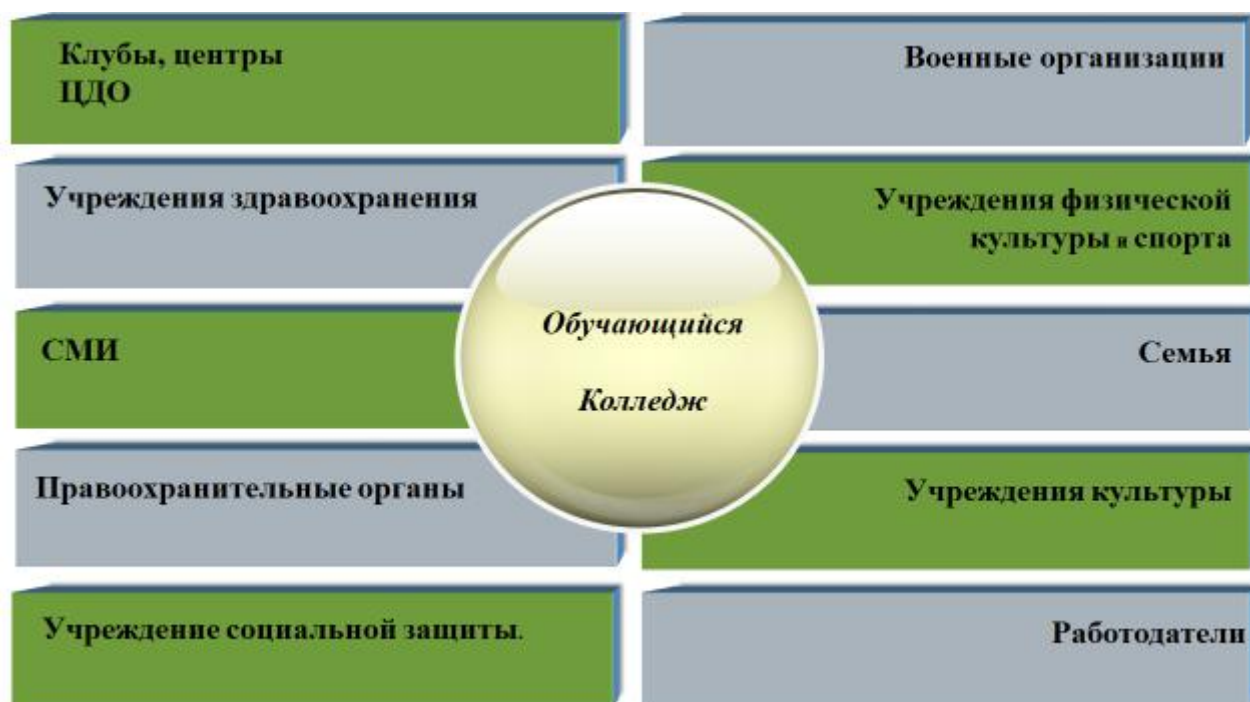 Клубы, центры
ЦДО
Военные организации
Учреждения здравоохранения
Учреждения физической
культуры и спорта
СМИ
Обучающийся
Колледж
Семья
Правоохранительные органы
Учреждения культуры
Учреждение социальной защиты.
Работодатели